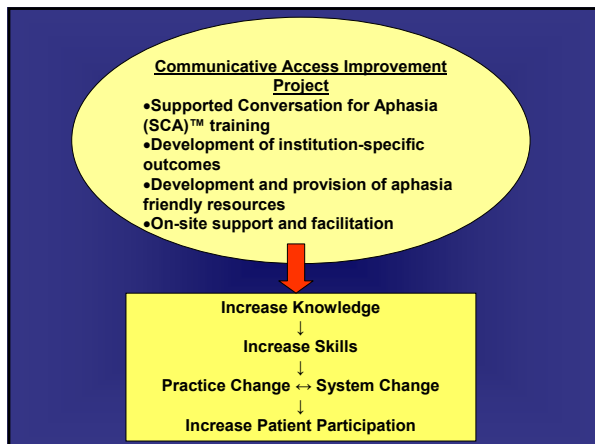 Communicative Access Improvement
Project
•Supported Conversation for Aphasia
(SCA)™ training
•Development of institution-specific
outcomes
•Development and provision of aphasia
friendly resources
•On-site support and facilitation
Increase Knowledge
↓
Increase Skills
↓
Practice Change ↔ System Change
↓
Increase Patient Participation